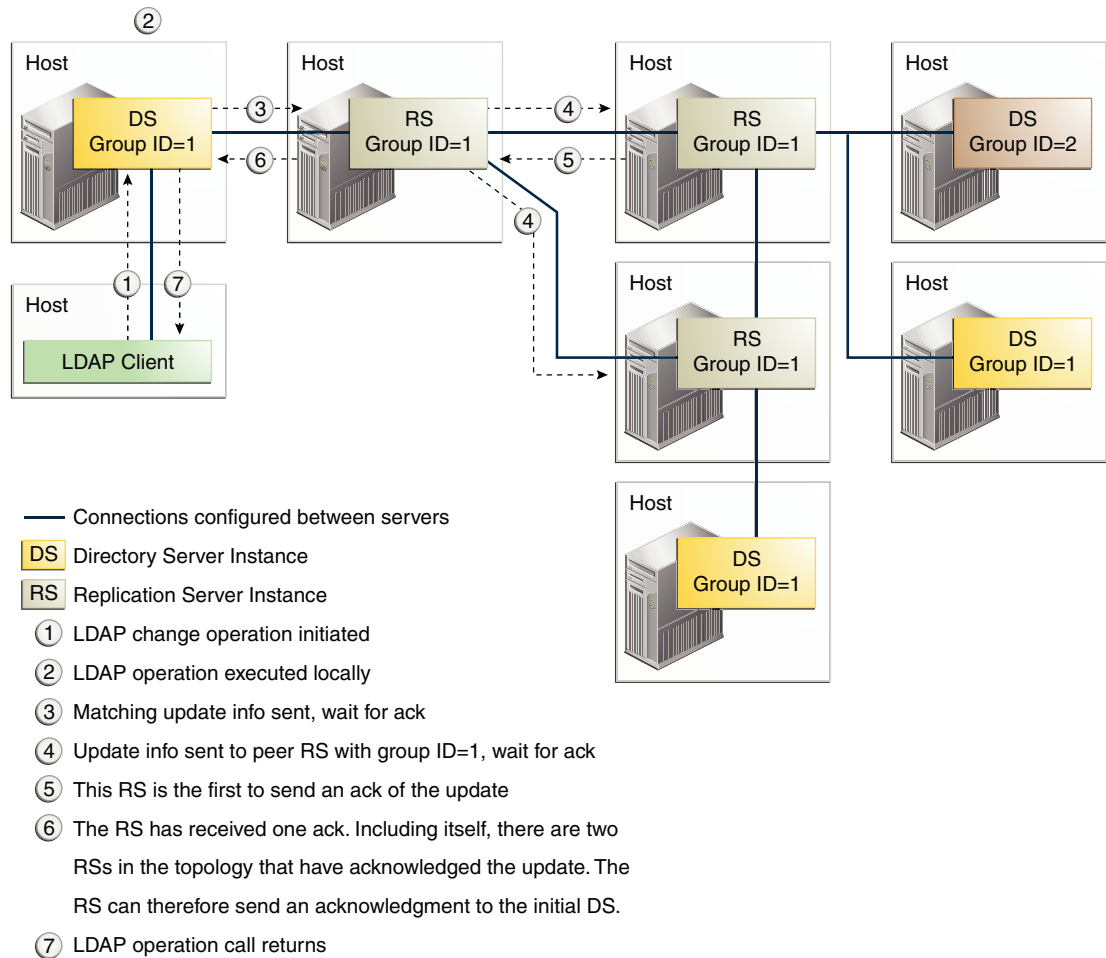 2
Host
DS
Group ID=1
3
6
Host
RS
Group ID=1
4
5
4
Host
RS
Group ID=1
Host
DS
Group ID=2
1
7
Host
LDAP Client
Host
RS
Group ID=1
Host
DS
Group ID=1
Host
DS
Group ID=1
Connections configured between servers
DS Directory Server Instance
RS Replication Server Instance
1 LDAP change operation initiated
2 LDAP operation executed locally
3 Matching update info sent, wait for ack
4 Update info sent to peer RS with group ID=1, wait for ack
5 This RS is the first to send an ack of the update
6 The RS has received one ack. Including itself, there are two
RSs in the topology that have acknowledged the update. The
RS can therefore send an acknowledgment to the initial DS.
7 LDAP operation call returns